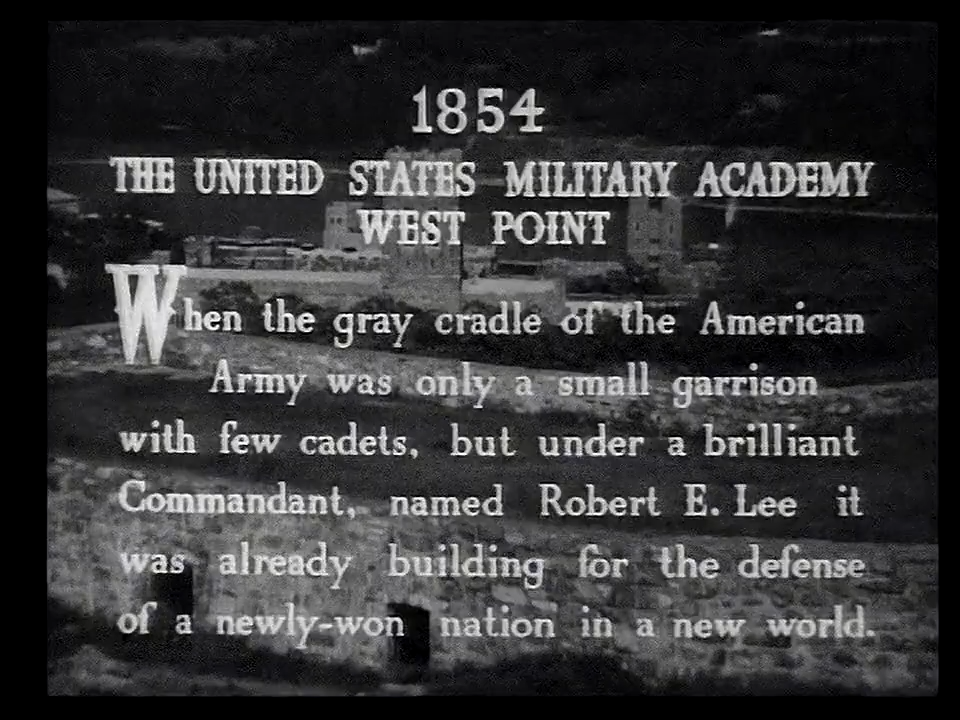 1854
THE UNITED STATES MILITARY ACADEMY
WEST POINT
When the gray cradle of the American
Army was only a small garrison
with few cadets, but under a brilliant
Commandant, named Robert E. Lee it
was already building for the defense
of a newly-won nation in a new world.